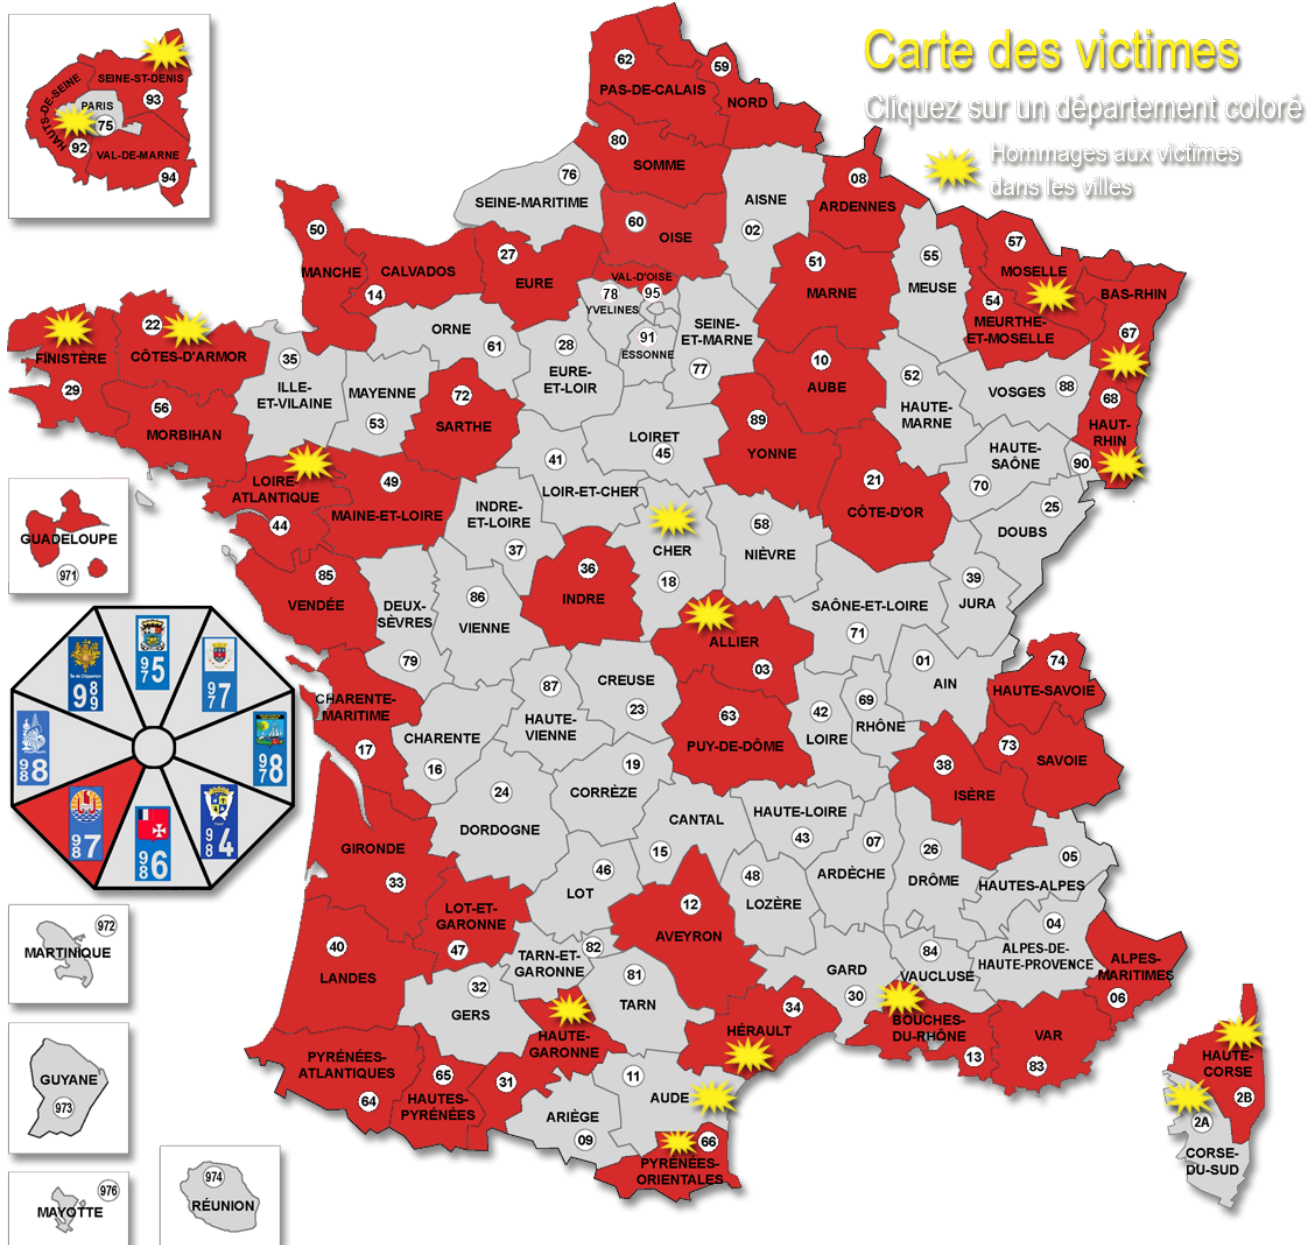 Carte des victimes
Cliquez sur un département coloré
Hommages aux victimes
dans les villes
HAUTS-DE-SEINE
SEINE-ST-DENIS
93
PARIS
75
92
VAL-DE-MARNE
94
62
PAS-DE-CALAIS
59
NORD
80
SOMME
76
SEINE-MARITIME
60
OISE
AISNE
02
08
ARDENNES
50
MANCHE
CALVADOS
14
27
EURE
VAL-D'OISE
95
78
YVELINES
91
ESSONNE
SEINE-
ET-MARNE
77
51
MARNE
55
MEUSE
57
MOSELLE
54
MEURTHE-
ET-MOSELLE
BAS-RHIN
67
FINISTÈRE
29
22
CÔTES-D'ARMOR
56
MORBIHAN
35
ILLE-
ET-VILAINE
ORNE
61
MAYENNE
53
72
SARTHE
28
EURE-
ET-LOIR
10
AUBE
52
HAUTE-
MARNE
VOSGES
88
68
HAUT-
RHIN
LOIRE-
ATLANTIQUE
44
49
MAINE-ET-LOIRE
41
LOIR-ET-CHER
LOIRET
45
89
YONNE
21
CÔTE-D'OR
HAUTE-
SAÔNE
70
90
25
DOUBS
GUADELOUPE
971
85
VENDÉE
DEUX-
SÈVRES
79
INDRE-
ET-LOIRE
37
86
VIENNE
36
INDRE
CHER
18
58
NIÈVRE
39
JURA
SAÔNE-ET-LOIRE
71
ALLIER
03
01
AIN
74
HAUTE-SAVOIE
975
977
978
984
986
987
988
Île de Clipperton
989
CHARENTE-
MARITIME
17
CHARENTE
16
87
HAUTE-
VIENNE
CREUSE
23
63
PUY-DE-DÔME
42
LOIRE
69
RHÔNE
38
ISÈRE
73
SAVOIE
24
DORDOGNE
19
CORRÈZE
CANTAL
15
HAUTE-LOIRE
43
07
ARDÈCHE
26
DRÔME
05
HAUTES-ALPES
GIRONDE
33
LOT-ET-
GARONNE
47
46
LOT
12
AVEYRON
48
LOZÈRE
MARTINIQUE
972
40
LANDES
32
GERS
TARN-ET-
GARONNE
82
81
TARN
GARD
30
84
VAUCLUSE
04
ALPES-DE-
HAUTE-PROVENCE
ALPES-
MARITIMES
06
GUYANE
973
PYRÉNÉES-
ATLANTIQUES
64
65
HAUTES-
PYRÉNÉES
HAUTE-
GARONNE
31
34
HÉRAULT
BOUCHES-
DU-RHÔNE
13
VAR
83
ARIÈGE
09
11
AUDE
66
PYRÉNÉES-
ORIENTALES
HAUTE-
CORSE
2B
2A
CORSE-
DU-SUD
974
RÉUNION
976
MAYOTTE